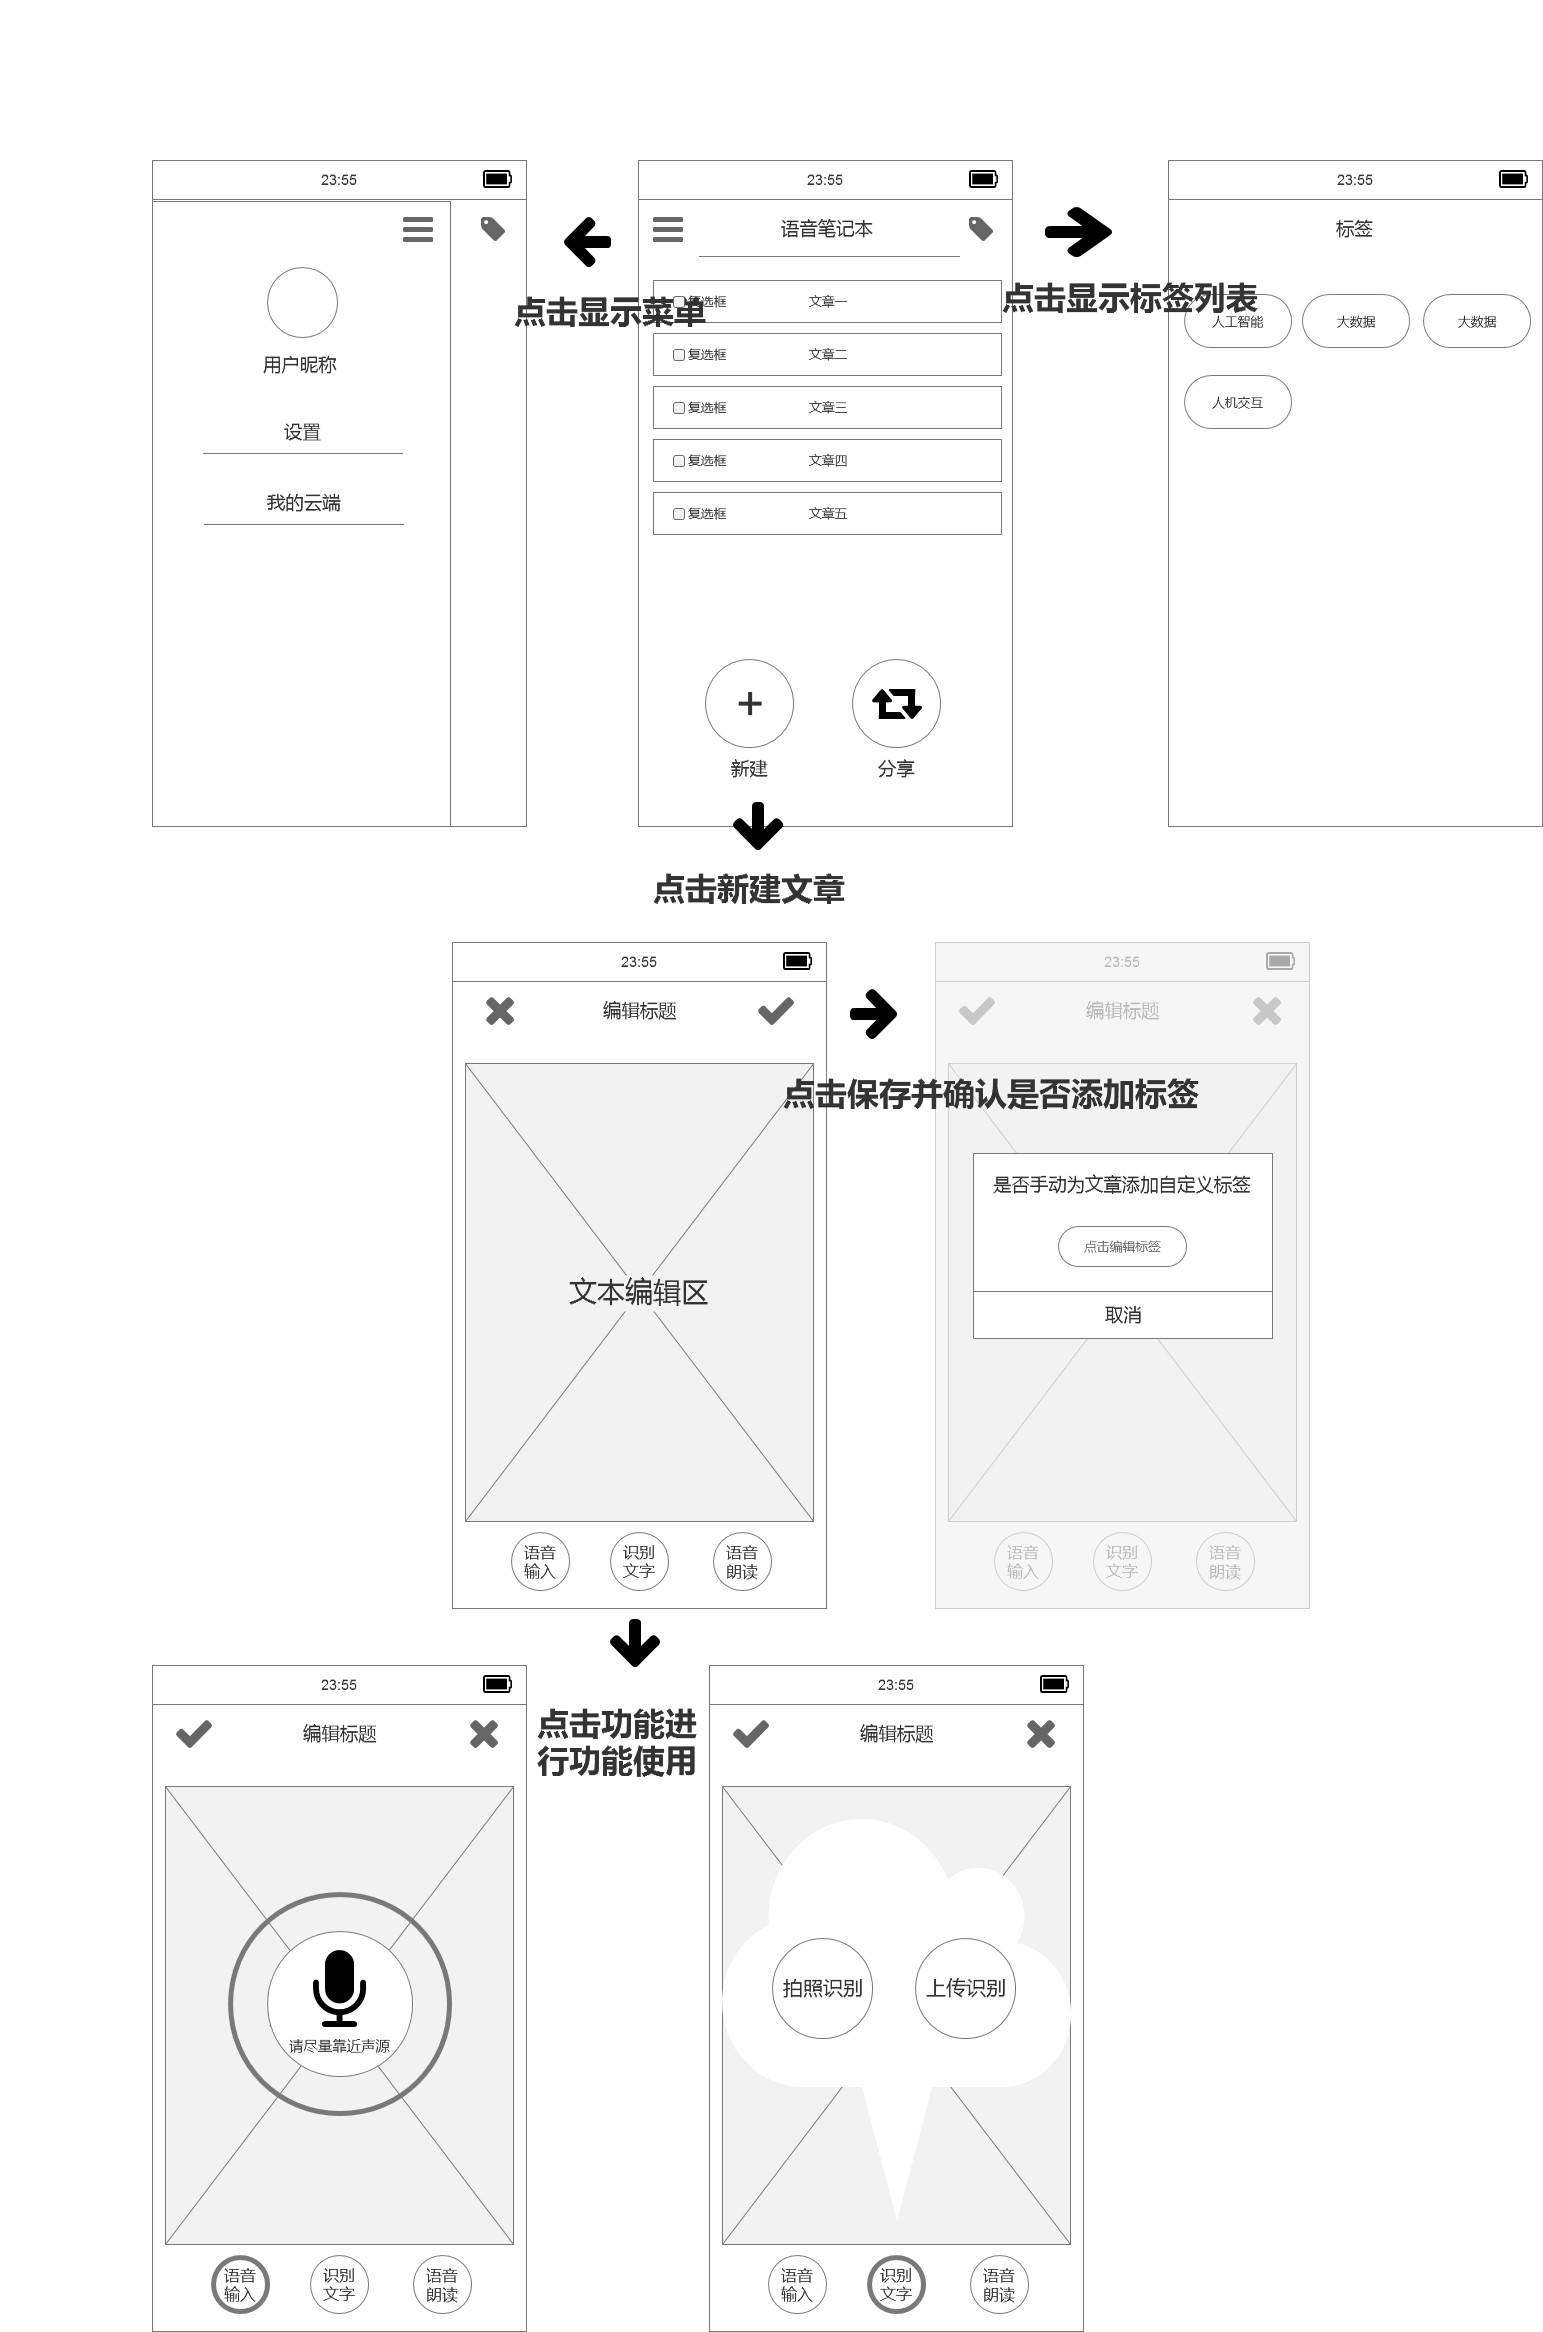 23:55
用户昵称
设置
我的云端
点击显示菜单
23:55
语音笔记本
复选框 文章一
复选框 文章二
复选框 文章三
复选框 文章四
复选框 文章五
+
新建 分享
点击显示标签列表
23:55
标签
人工智能 大数据 大数据
人机交互
点击新建文章
23:55
编辑标题
文本编辑区
语音 识别 语音
输入 文字 朗读
点击保存并确认是否添加标签
23:55
编辑标题
是否手动为文章添加自定义标签
点击编辑标签
取消
语音 识别 语音
输入 文字 朗读
23:55
编辑标题
请尽量靠近声源
语音 识别 语音
输入 文字 朗读
点击功能进
行功能使用
23:55
编辑标题
拍照识别 上传识别
语音 识别 语音
输入 文字 朗读